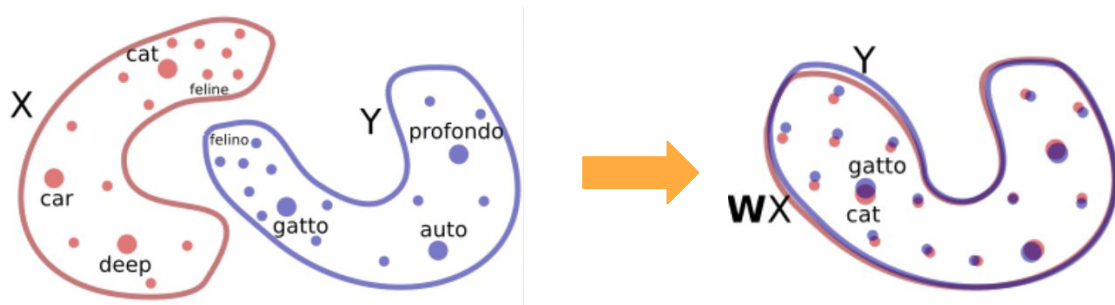 cat
feline
X
car
deep
felino
Y
profondo
gatto
auto
Y
gatto
cat
WX